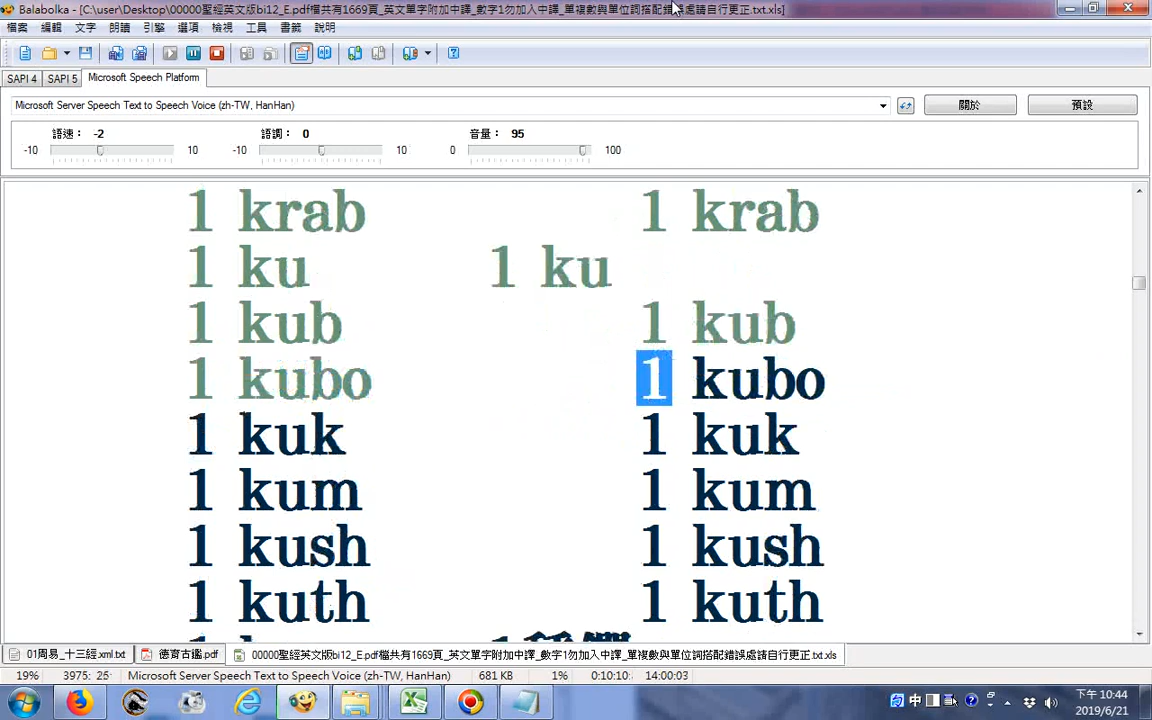 Balabolka - [C:\user\Desktop\00000聖經英文版bi12_E.pdf檔共有1669頁_英文單字附加中譯_數字1勿加入中譯_單複數與單位詞搭配錯誤處請自行更正.txt.xls]
檔案 編輯 文字 朗讀 引擎 選項 檢視 工具 書籤 說明
SAPI 4 SAPI 5 Microsoft Speech Platform
Microsoft Server Speech Text to Speech Voice (zh-TW, HanHan) 關於 預設
語速： -2 語調： 0 音量： 95
-10 10 -10 10 0 100
1 krab 1 krab
1 ku 1 ku
1 kub 1 kub
1 kubo 1 kubo
1 kuk 1 kuk
1 kum 1 kum
1 kush 1 kush
1 kuth 1 kuth
01周易_十三經.xml.txt 德育古鑑.pdf 00000聖經英文版bi12_E.pdf檔共有1669頁_英文單字附加中譯_數字1勿加入中譯_單複數與單位詞搭配錯誤處請自行更正.txt.xls
19% 3975: 25 Microsoft Server Speech Text to Speech Voice (zh-TW, HanHan) 681 KB 1% 0:10:10 14:00:03
中 下午 10:44
2019/6/21